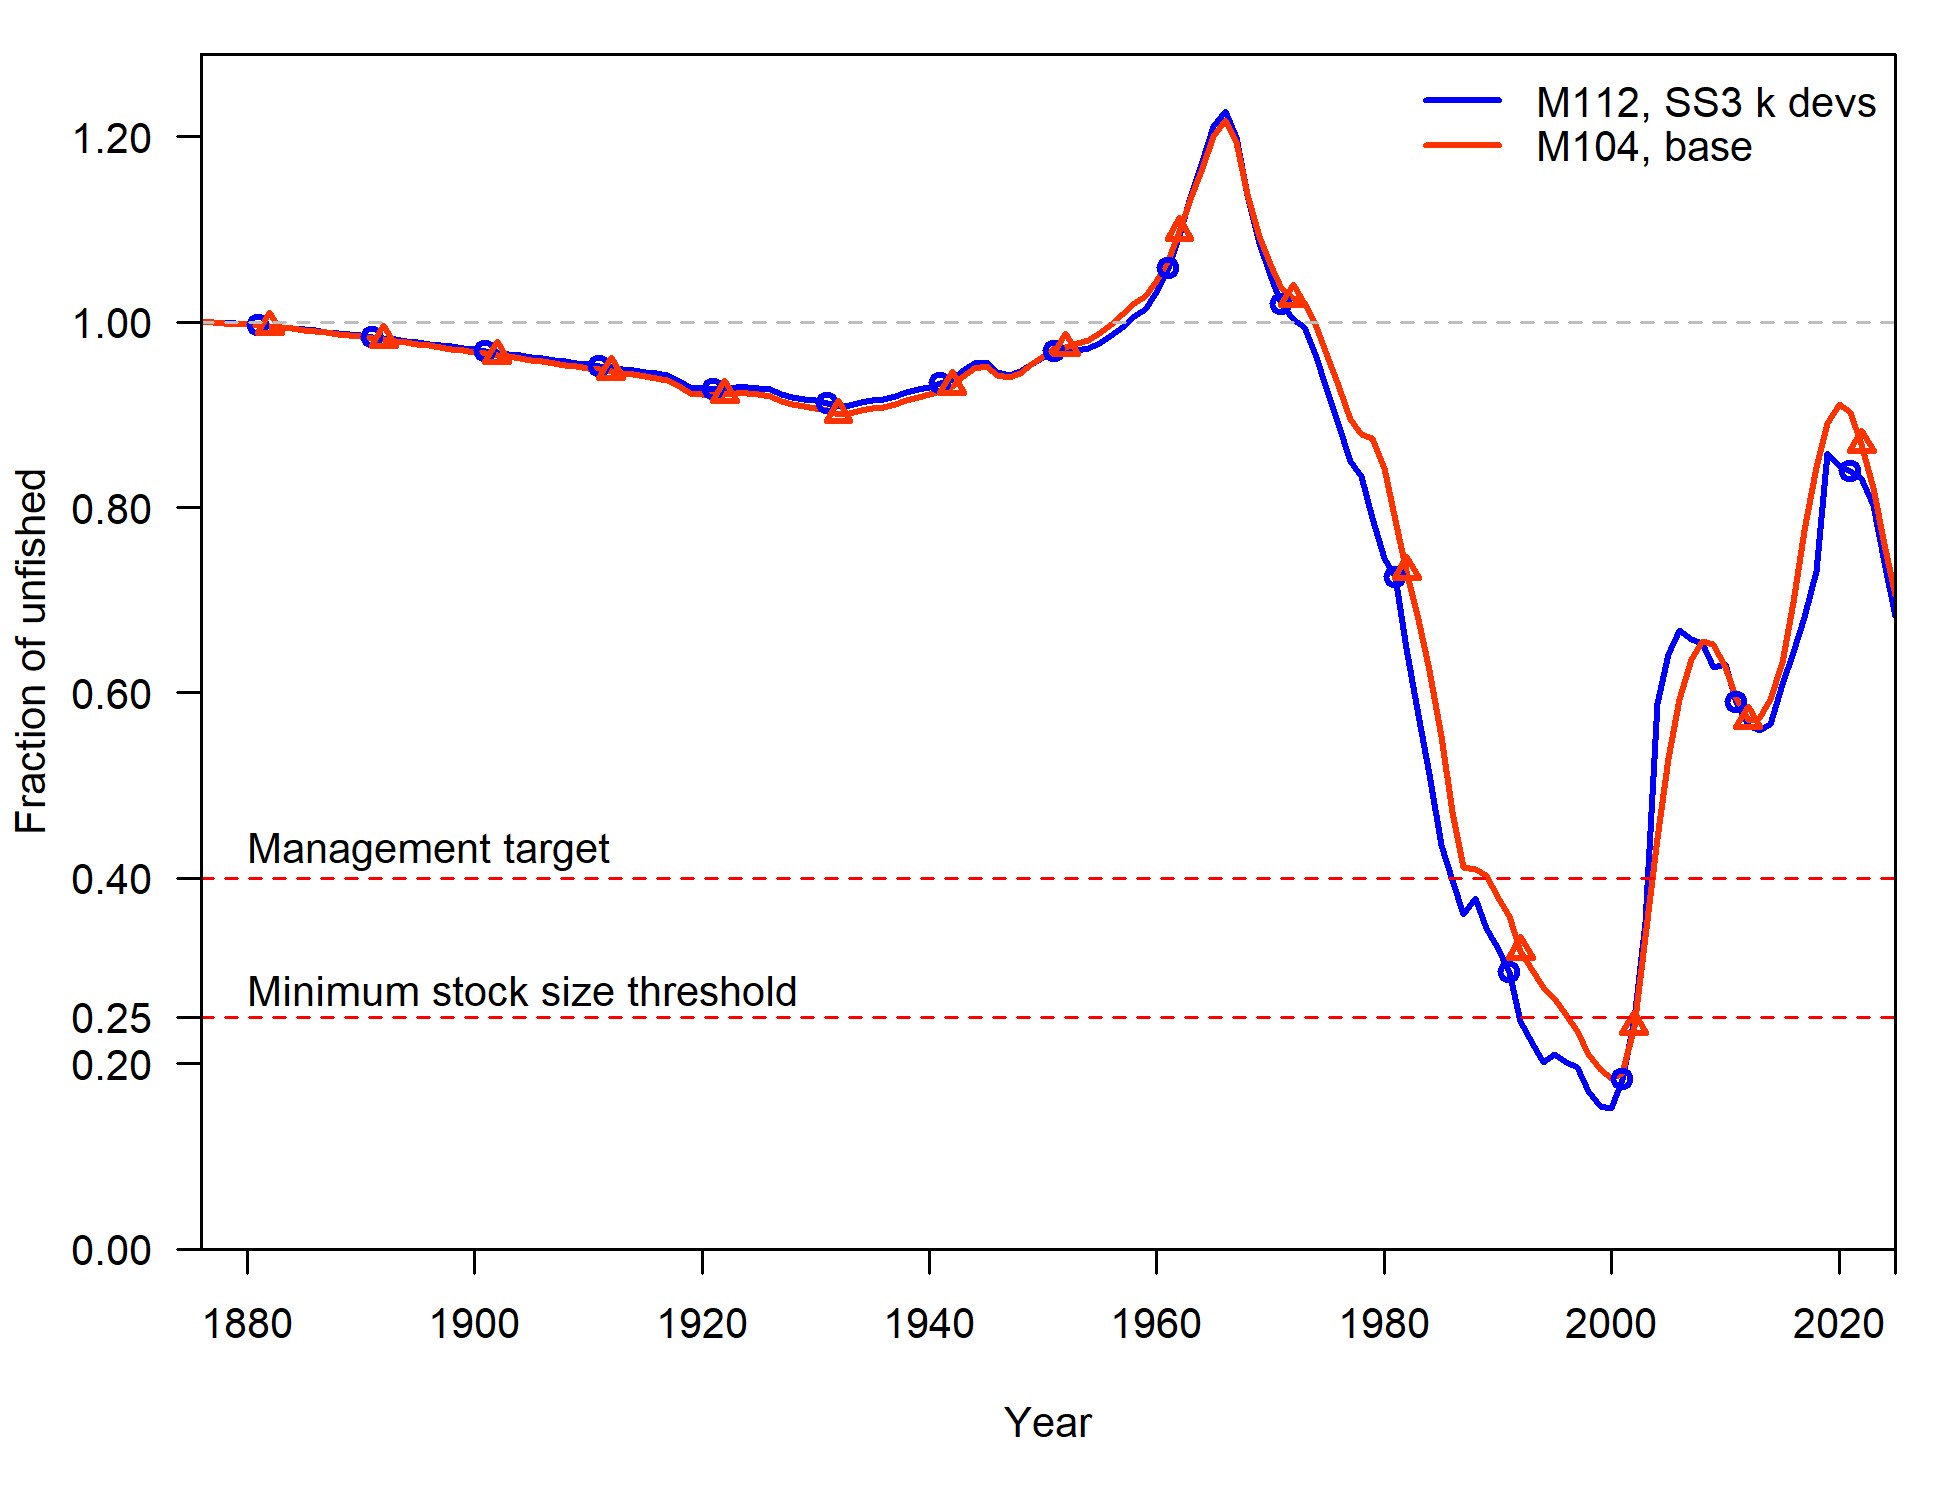 M112, SS3 k devs
M104, base
1.20
1.00
0.80
0.60
0.40
0.25
0.20
0.00
Fraction of unfished
Management target
Minimum stock size threshold
1880 1900 1920 1940 1960 1980 2000 2020
Year